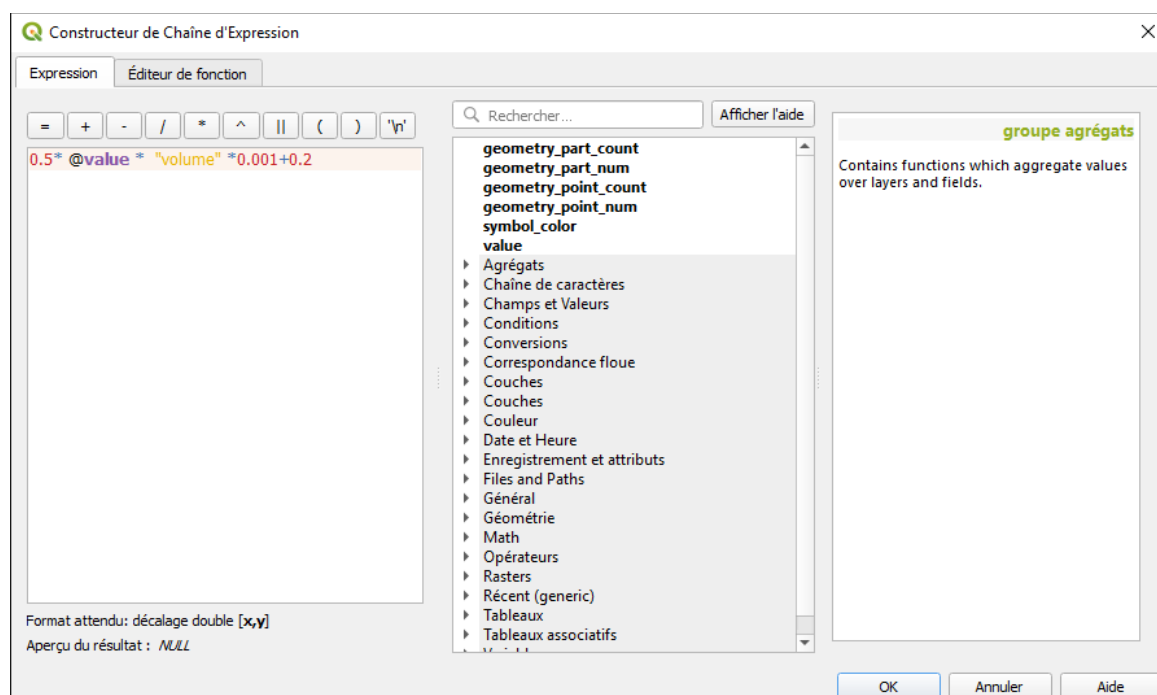 Constructeur de Chaîne d'Expression
Expression
Éditeur de fonction
= + - / * ^ || ( ) '\n'
0.5* @value * "volume" *0.001+0.2
Format attendu: décalage double [x,y]
Aperçu du résultat : NULL
Rechercher...
Afficher l'aide
geometry_part_count
geometry_part_num
geometry_point_count
geometry_point_num
symbol_color
value
Agrégats
Chaîne de caractères
Champs et Valeurs
Conditions
Conversions
Correspondance floue
Couches
Couches
Couleur
Date et Heure
Enregistrement et attributs
Files and Paths
Général
Géométrie
Math
Opérateurs
Rasters
Récent (generic)
Tableaux
Tableaux associatifs
groupe agrégats
Contains functions which aggregate values
over layers and fields.
OK
Annuler
Aide